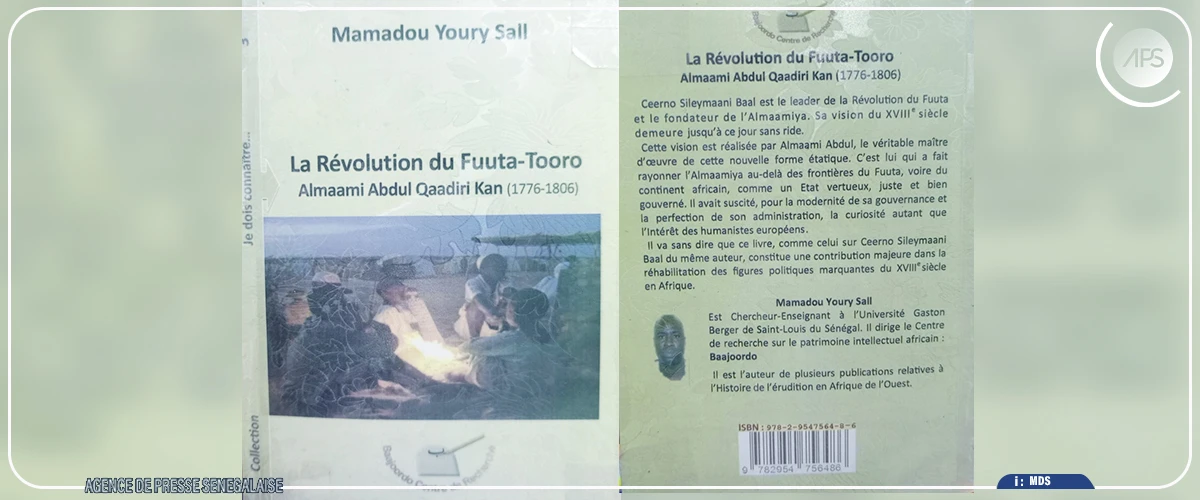 Mamadou Youry Sall
La Révolution du Fuuta-Tooro
Almaami Abdul Qaadiri Kan (1776-1806)
Je dois connaître...
Collection
Baajoordo Centre de Recherche
Baajoordo Centre de Recherche
La Révolution du Fuuta-Tooro
Almaami Abdul Qaadiri Kan (1776-1806)
Ceerno Sileymaani Baal est le leader de la Révolution du Fuuta
et le fondateur de l'Almaamiya. Sa vision du XVIIIe siècle
demeure jusqu'à ce jour sans ride.
Cette vision est réalisée par Almaami Abdul, le véritable maître
d'œuvre de cette nouvelle forme étatique. C'est lui qui a fait
rayonner l'Almaamiya au-delà des frontières du Fuuta, voire du
continent africain, comme un Etat vertueux, juste et bien
gouverné. Il avait suscité, pour la modernité de sa gouvernance et
la perfection de son administration, la curiosité autant que
l'Intérêt des humanistes européens.
Il va sans dire que ce livre, comme celui sur Ceerno Sileymaani
Baal du même auteur, constitue une contribution majeure dans la
réhabilitation des figures politiques marquantes du XVIIIe siècle
en Afrique.
Mamadou Youry Sall
Est Chercheur-Enseignant à l'Université Gaston
Berger de Saint-Louis du Sénégal. Il dirige le Centre
de recherche sur le patrimoine intellectuel africain :
Baajoordo
Il est l'auteur de plusieurs publications relatives à
l'Histoire de l'érudition en Afrique de l'Ouest.
ISBN : 978-2-9547564-8-6
9 782954 756486
APS
AGENCE DE PRESSE SENEGALAISE
i : MDS